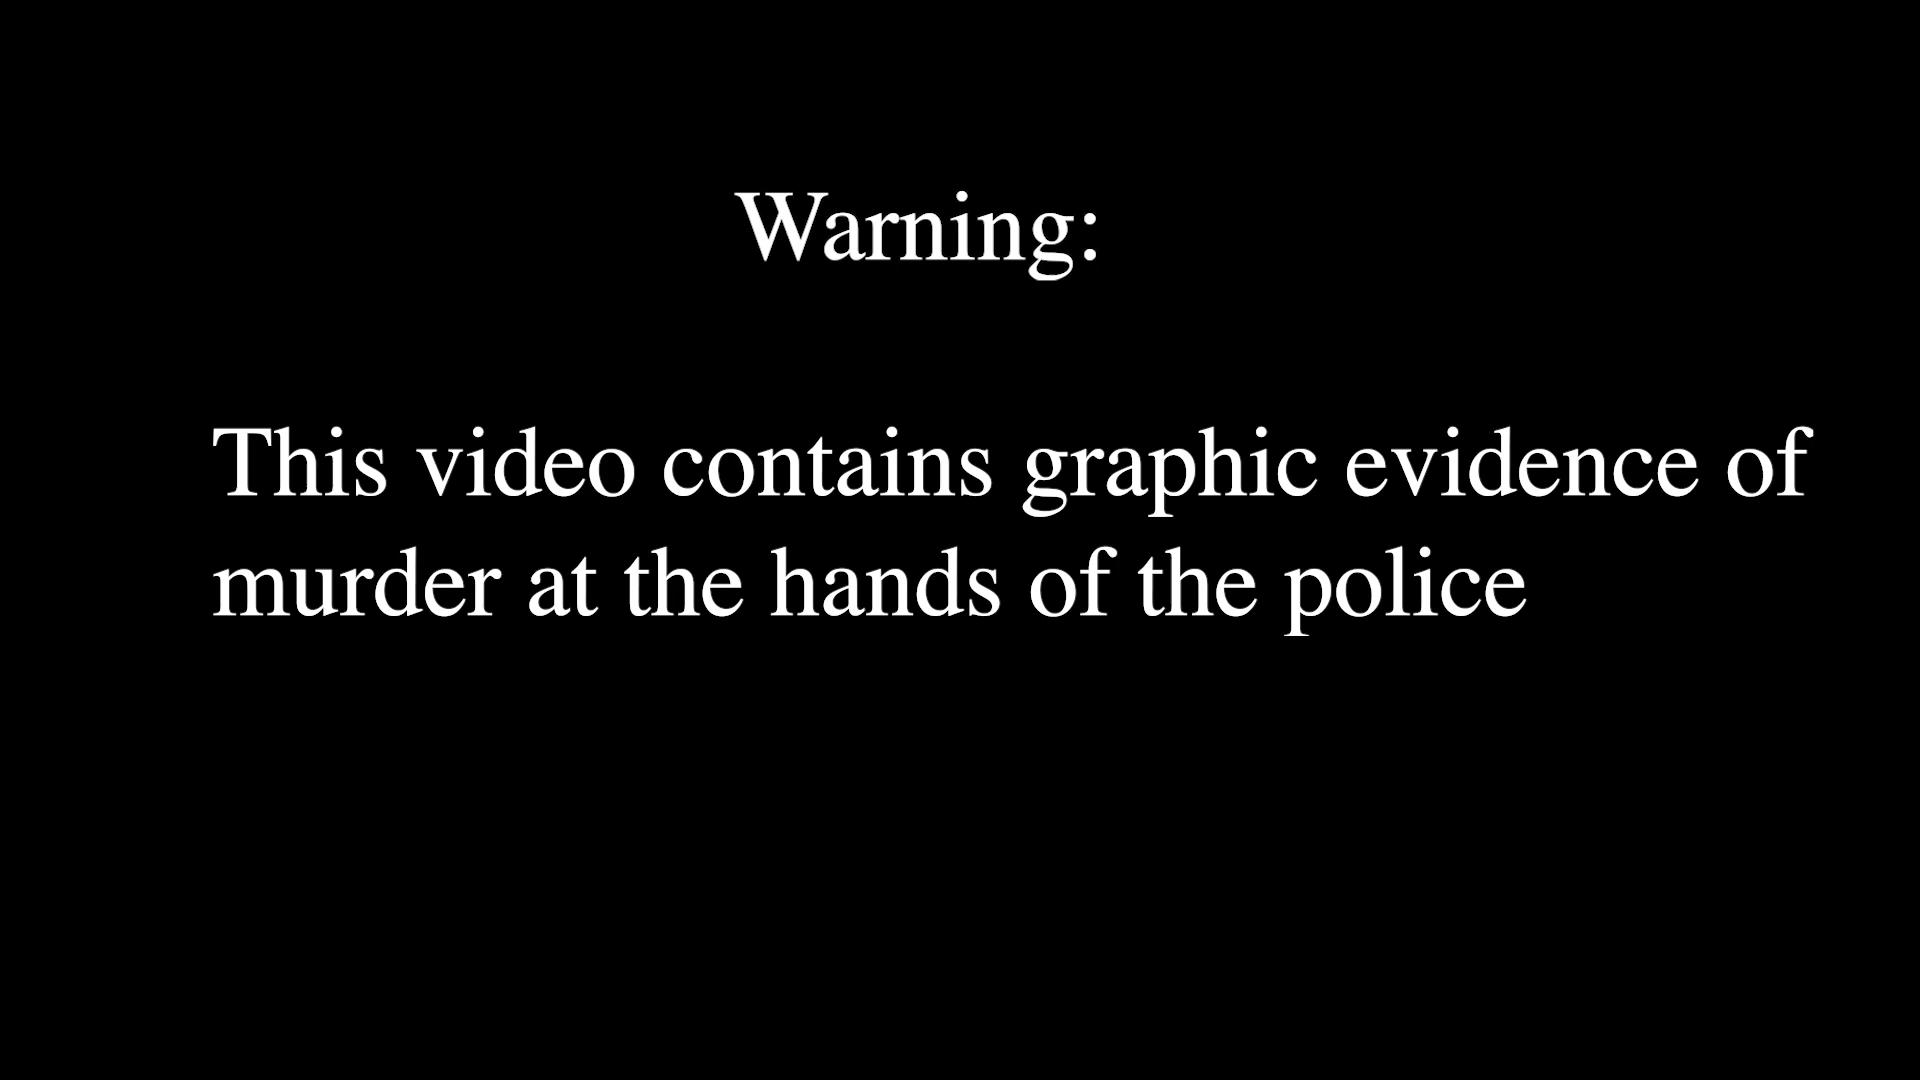 Warning:
This video contains graphic evidence of
murder at the hands of the police